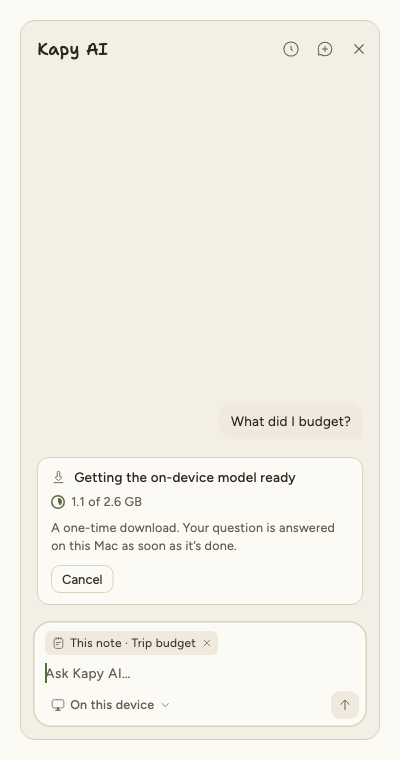 Kapy AI
What did I budget?
Getting the on-device model ready
1.1 of 2.6 GB
A one-time download. Your question is answered
on this Mac as soon as it's done.
Cancel
This note · Trip budget
Ask Kapy AI...
On this device